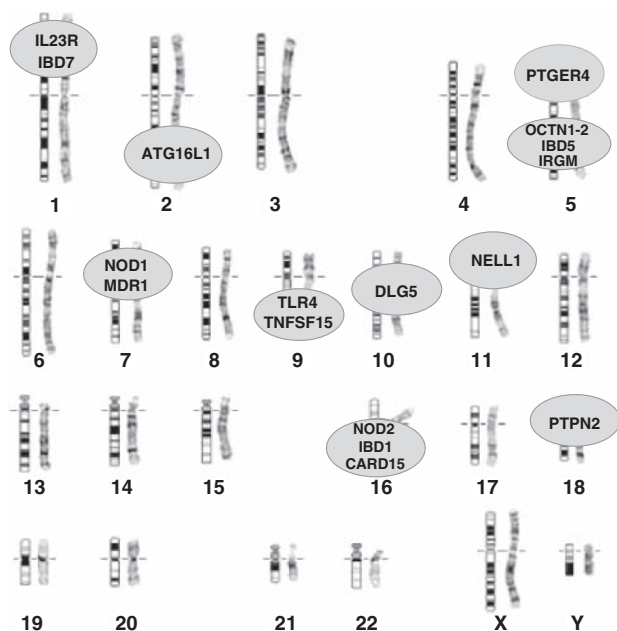 IL23R
IBD7
ATG16L1
PTGER4
OCTN1-2
IBD5
IRGM
1
2
3
4
5
NOD1
MDR1
TLR4
TNFSF15
DLG5
NELL1
6
7
8
9
10
11
12
NOD2
IBD1
CARD15
PTPN2
13
14
15
16
17
18
19
20
21
22
X
Y